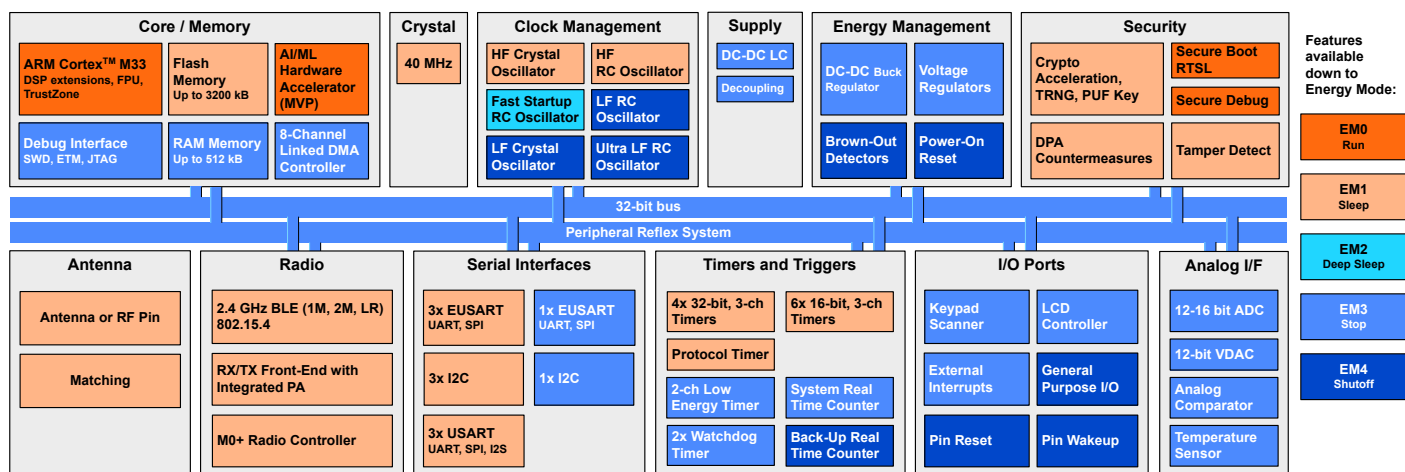 Core / Memory
ARM Cortex™ M33
DSP extensions, FPU,
TrustZone
Flash
Memory
Up to 3200 kB
AI/ML
Hardware
Accelerator
(MVP)
Debug Interface
SWD, ETM, JTAG
RAM Memory
Up to 512 kB
8-Channel
Linked DMA
Controller
Crystal
40 MHz
Clock Management
HF Crystal
Oscillator
HF
RC Oscillator
Fast Startup
RC Oscillator
LF RC
Oscillator
LF Crystal
Oscillator
Ultra LF RC
Oscillator
Supply
DC-DC LC
Decoupling
Energy Management
DC-DC Buck
Regulator
Voltage
Regulators
Brown-Out
Detectors
Power-On
Reset
Security
Crypto
Acceleration,
TRNG, PUF Key
Secure Boot
RTSL
Secure Debug
DPA
Countermeasures
Tamper Detect
Features
available
down to
Energy Mode:
EM0
Run
EM1
Sleep
EM2
Deep Sleep
EM3
Stop
EM4
Shutoff
32-bit bus
Peripheral Reflex System
Antenna
Antenna or RF Pin
Matching
Radio
2.4 GHz BLE (1M, 2M, LR)
802.15.4
RX/TX Front-End with
Integrated PA
M0+ Radio Controller
Serial Interfaces
3x EUSART
UART, SPI
1x EUSART
UART, SPI
3x I2C
1x I2C
3x USART
UART, SPI, I2S
Timers and Triggers
4x 32-bit, 3-ch
Timers
6x 16-bit, 3-ch
Timers
Protocol Timer
2-ch Low
Energy Timer
System Real
Time Counter
2x Watchdog
Timer
Back-Up Real
Time Counter
I/O Ports
Keypad
Scanner
LCD
Controller
External
Interrupts
General
Purpose I/O
Pin Reset
Pin Wakeup
Analog I/F
12-16 bit ADC
12-bit VDAC
Analog
Comparator
Temperature
Sensor